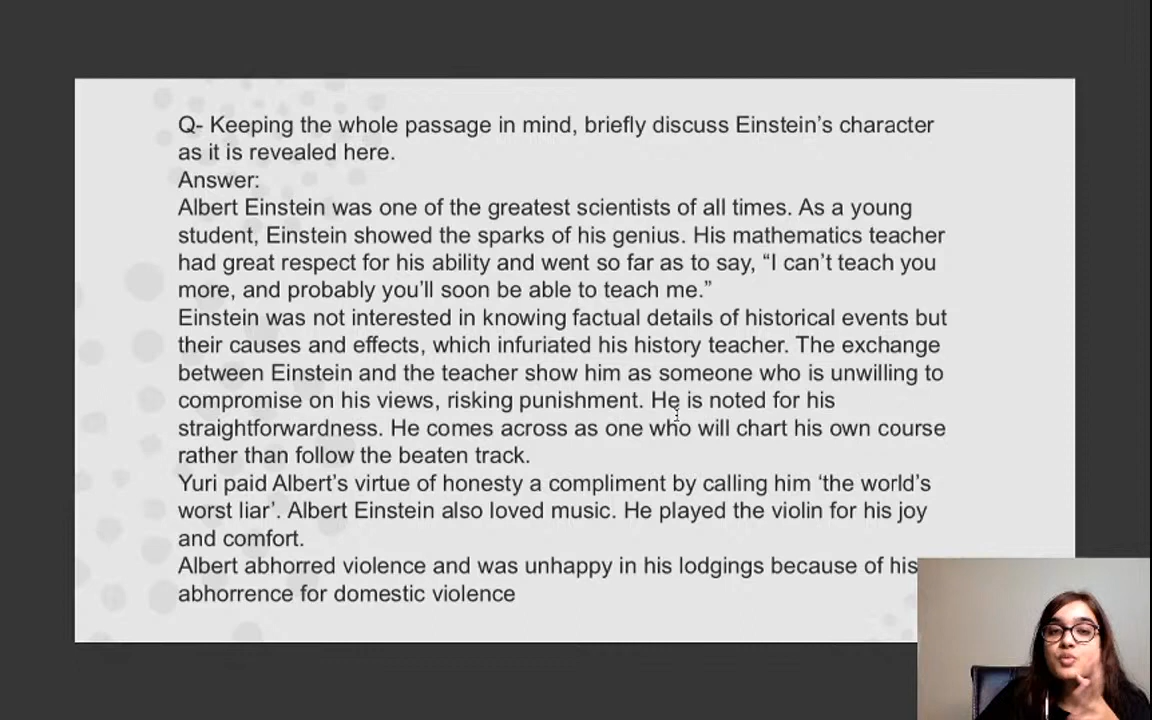 Q- Keeping the whole passage in mind, briefly discuss Einstein's character
as it is revealed here.
Answer:
Albert Einstein was one of the greatest scientists of all times. As a young
student, Einstein showed the sparks of his genius. His mathematics teacher
had great respect for his ability and went so far as to say, “I can't teach you
more, and probably you'll soon be able to teach me.”
Einstein was not interested in knowing factual details of historical events but
their causes and effects, which infuriated his history teacher. The exchange
between Einstein and the teacher show him as someone who is unwilling to
compromise on his views, risking punishment. He is noted for his
straightforwardness. He comes across as one who will chart his own course
rather than follow the beaten track.
Yuri paid Albert's virtue of honesty a compliment by calling him ‘the world's
worst liar’. Albert Einstein also loved music. He played the violin for his joy
and comfort.
Albert abhorred violence and was unhappy in his lodgings because of his
abhorrence for domestic violence